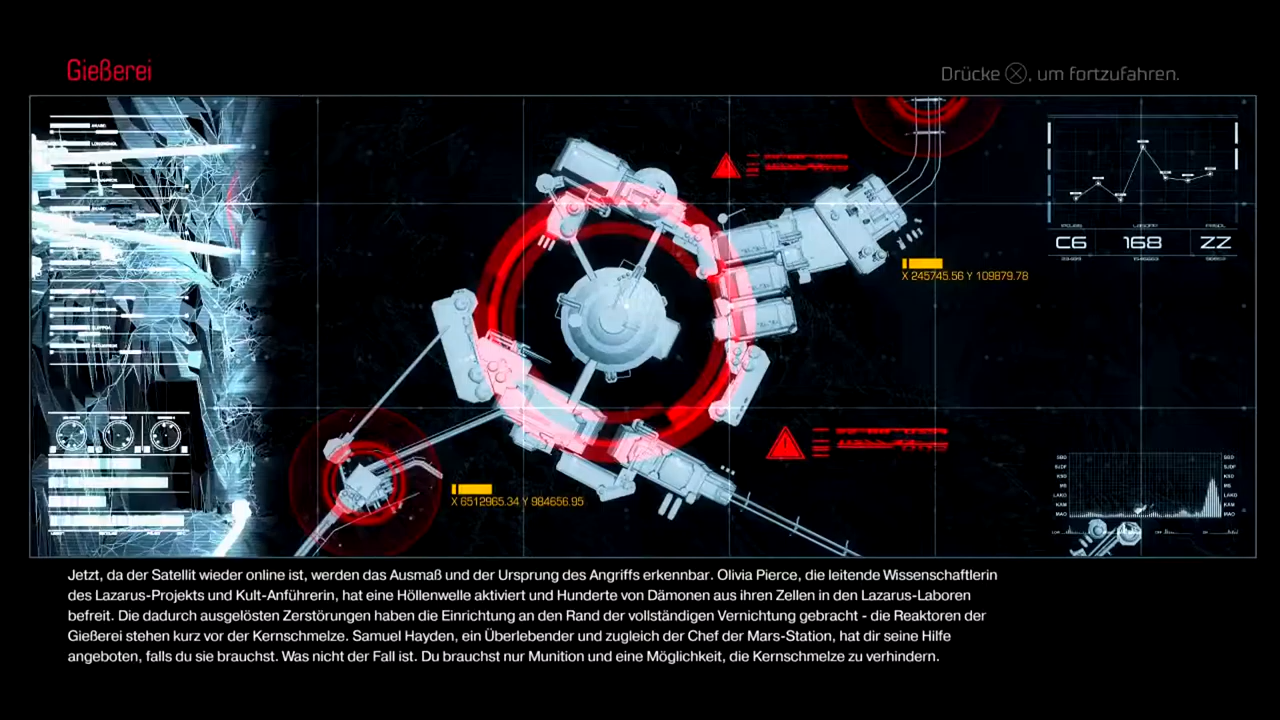 Gießerei
Drücke ⊗, um fortzufahren.
C6 168 ZZ
X 245745.56 Y 109879.78
X 6512965.34 Y 984656.95
Jetzt, da der Satellit wieder online ist, werden das Ausmaß und der Ursprung des Angriffs erkennbar. Olivia Pierce, die leitende Wissenschaftlerin
des Lazarus-Projekts und Kult-Anführerin, hat eine Höllenwelle aktiviert und Hunderte von Dämonen aus ihren Zellen in den Lazarus-Laboren
befreit. Die dadurch ausgelösten Zerstörungen haben die Einrichtung an den Rand der vollständigen Vernichtung gebracht - die Reaktoren der
Gießerei stehen kurz vor der Kernschmelze. Samuel Hayden, ein Überlebender und zugleich der Chef der Mars-Station, hat dir seine Hilfe
angeboten, falls du sie brauchst. Was nicht der Fall ist. Du brauchst nur Munition und eine Möglichkeit, die Kernschmelze zu verhindern.